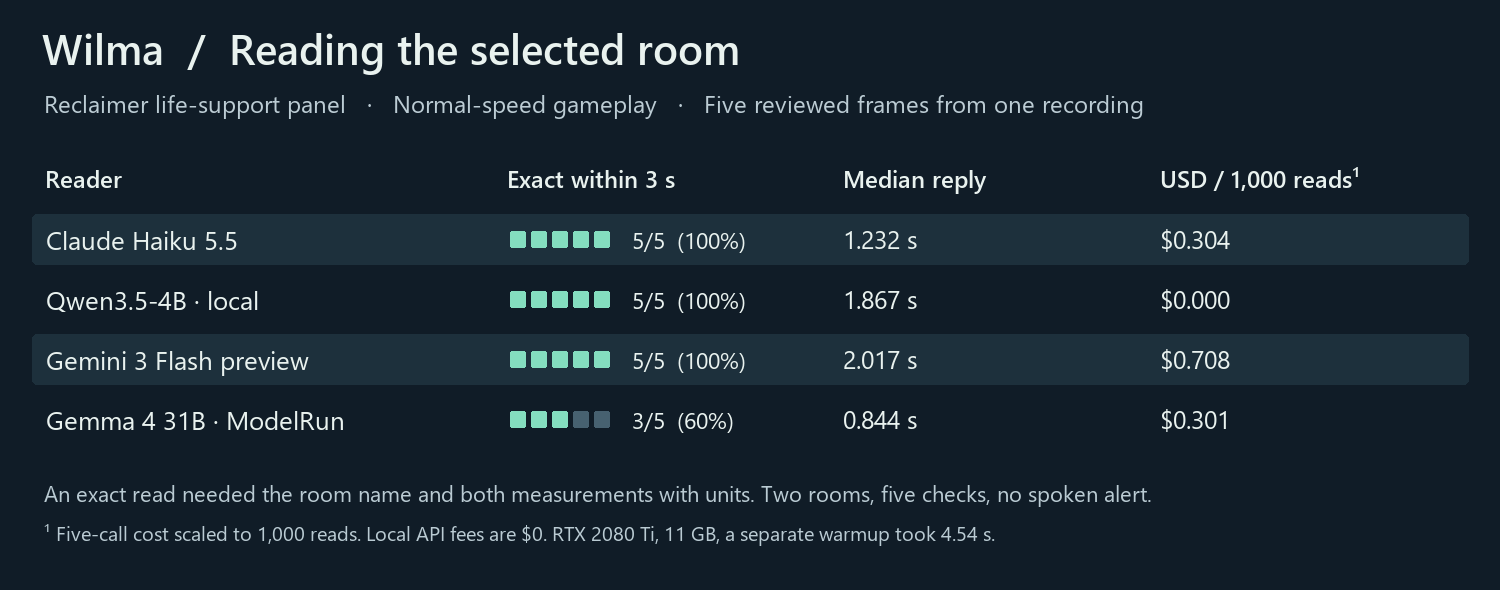 Wilma / Reading the selected room
Reclaimer life-support panel · Normal-speed gameplay · Five reviewed frames from one recording
Reader Exact within 3 s Median reply USD / 1,000 reads¹
Claude Haiku 5.5 5/5 (100%) 1.232 s $0.304
Qwen3.5-4B · local 5/5 (100%) 1.867 s $0.000
Gemini 3 Flash preview 5/5 (100%) 2.017 s $0.708
Gemma 4 31B · ModelRun 3/5 (60%) 0.844 s $0.301
An exact read needed the room name and both measurements with units. Two rooms, five checks, no spoken alert.
¹ Five-call cost scaled to 1,000 reads. Local API fees are $0. RTX 2080 Ti, 11 GB, a separate warmup took 4.54 s.